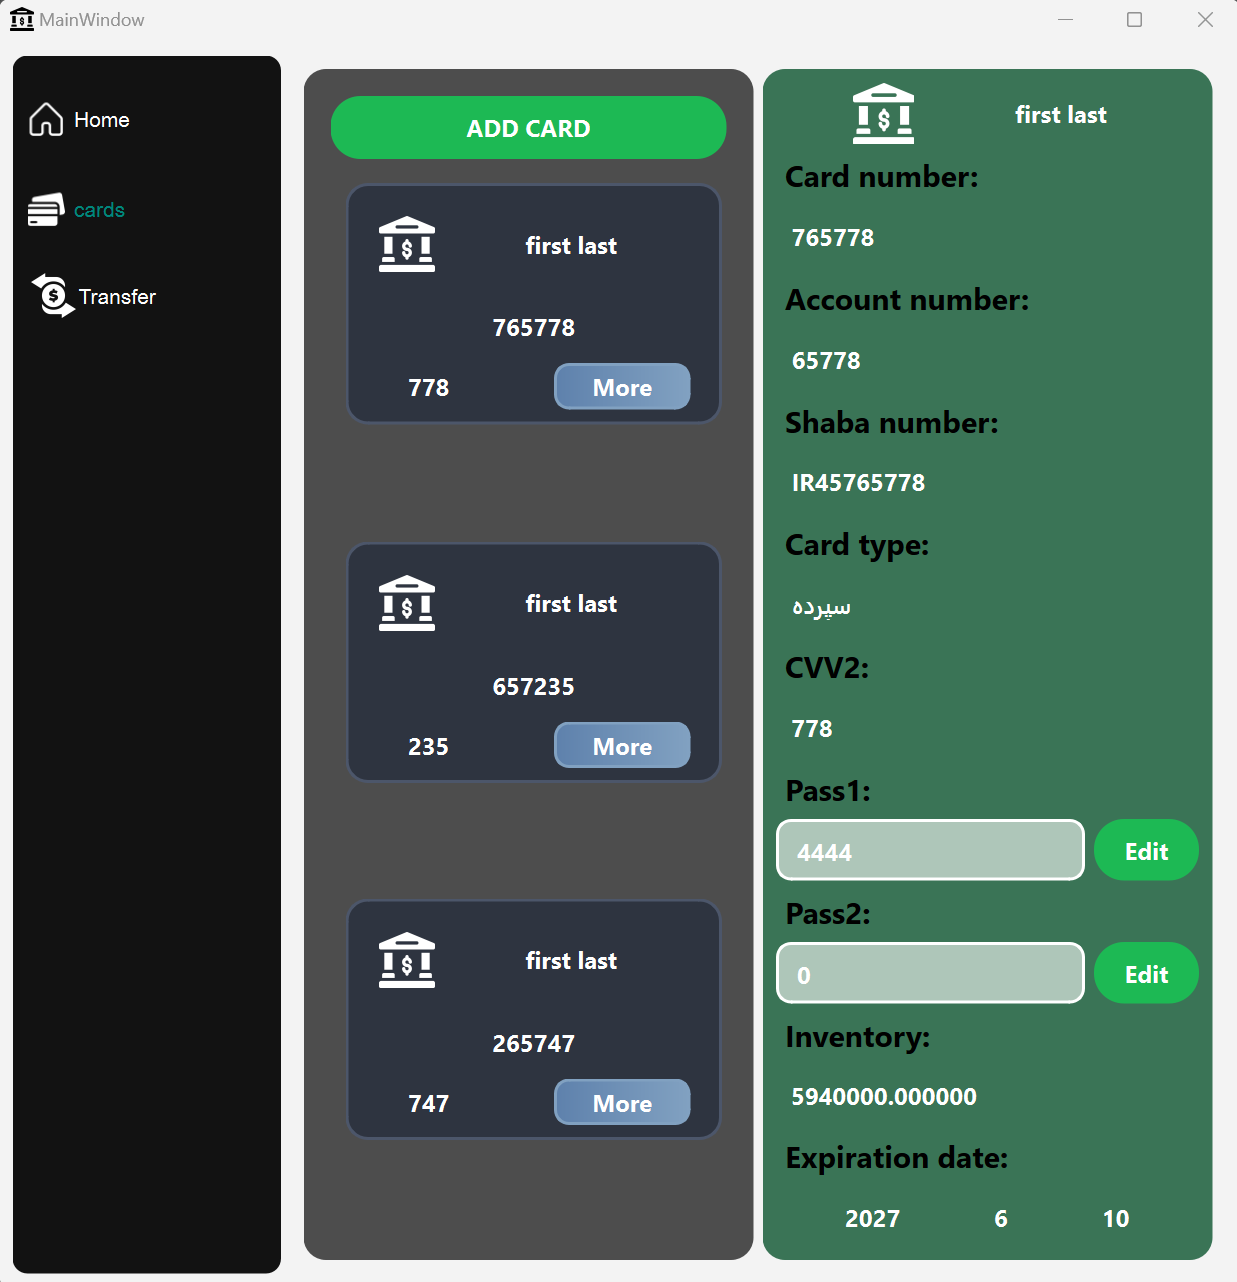 MainWindow
Home
cards
Transfer
ADD CARD
first last
765778
778
More
first last
657235
235
More
first last
265747
747
More
first last
Card number:
765778
Account number:
65778
Shaba number:
IR45765778
Card type:
سپرده
CVV2:
778
Pass1:
4444
Edit
Pass2:
0
Edit
Inventory:
5940000.000000
Expiration date:
2027 6 10